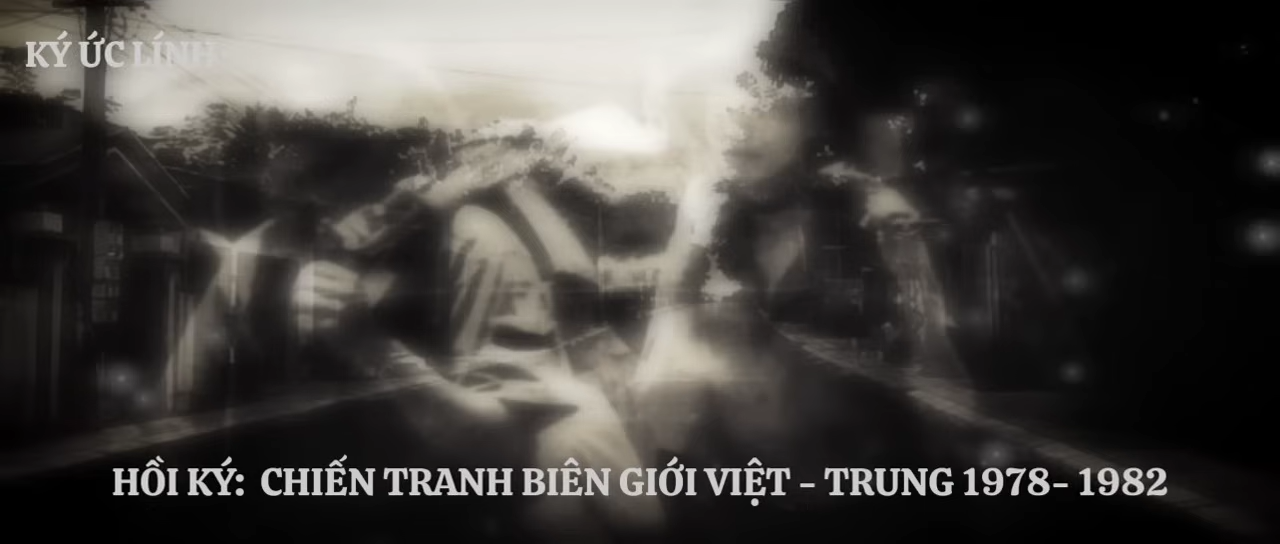 KÝ ỨC LÍNH
HỒI KÝ: CHIẾN TRANH BIÊN GIỚI VIỆT - TRUNG 1978- 1982